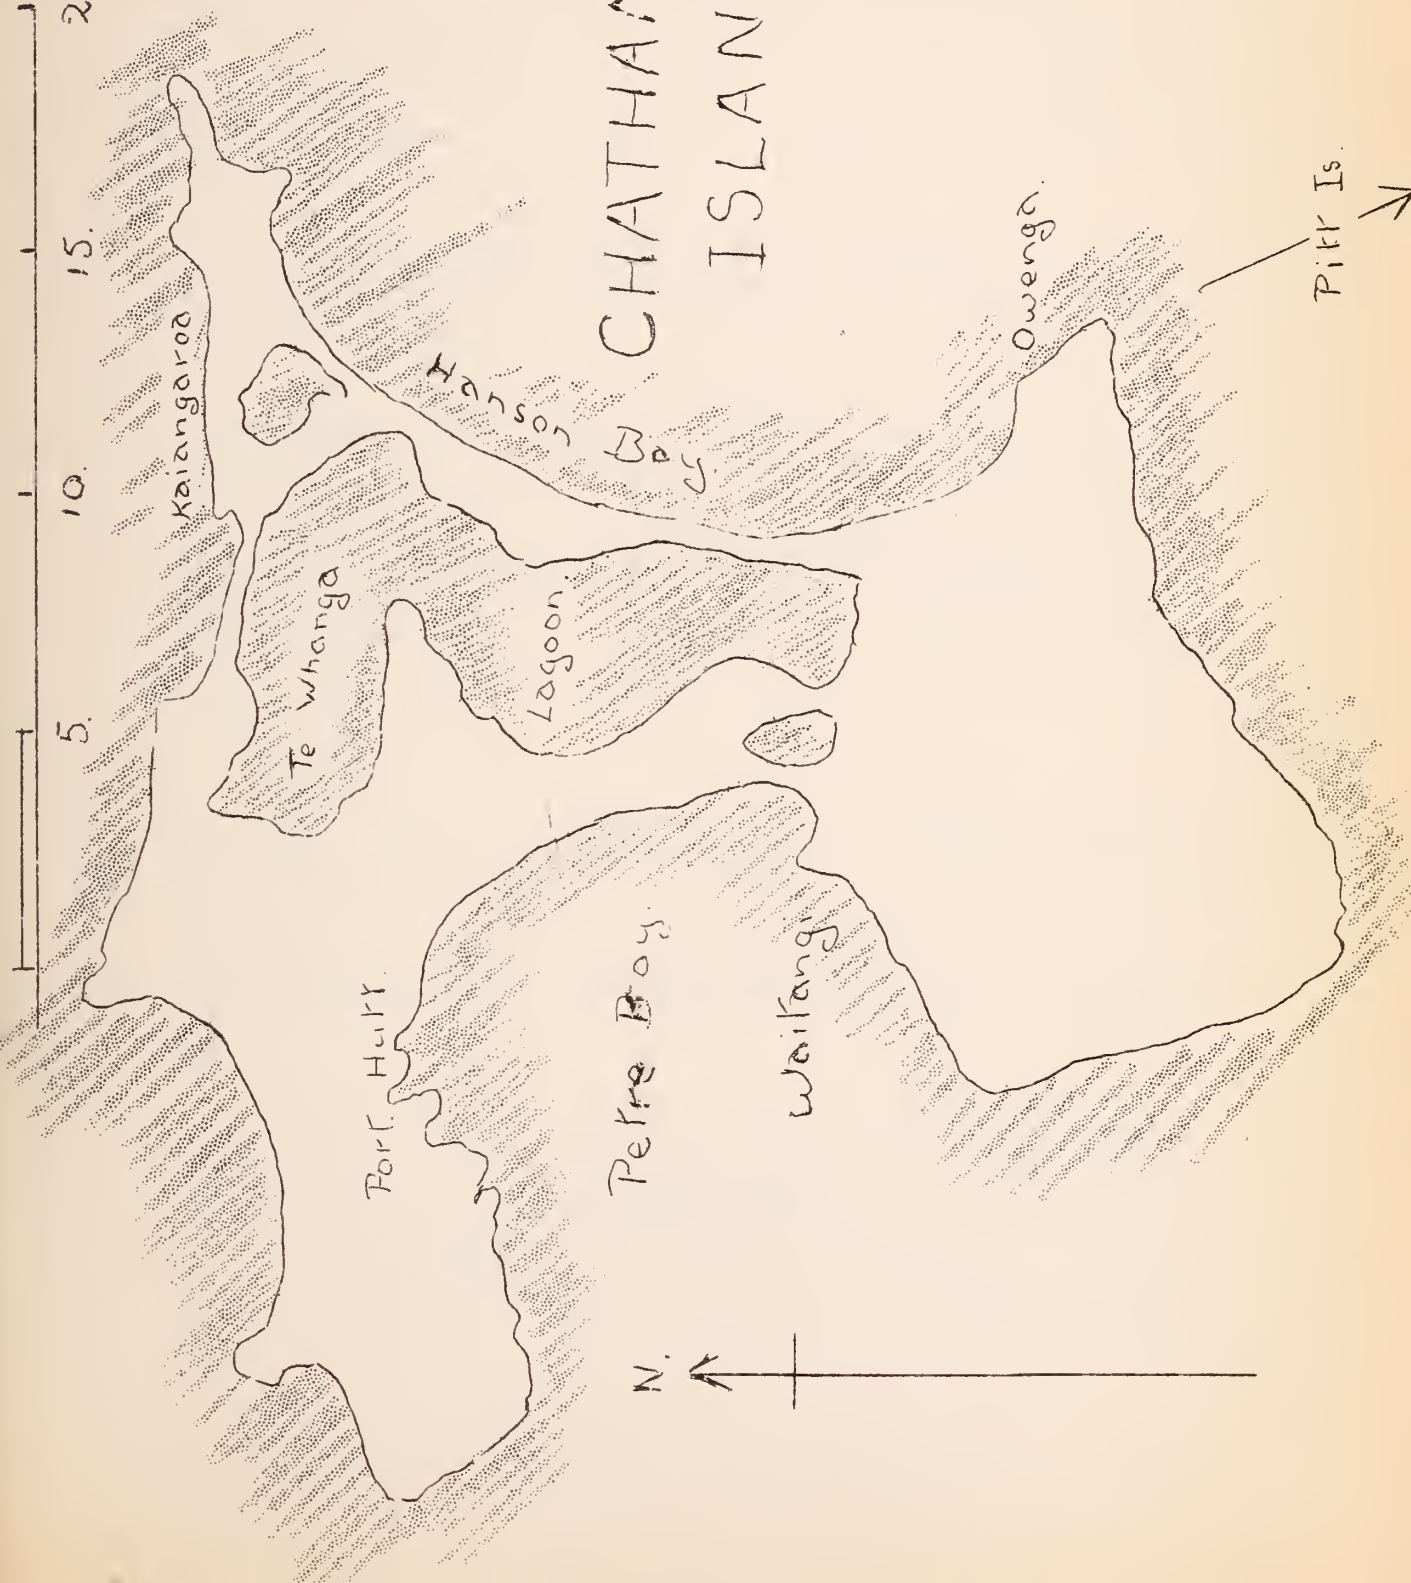 5.
10.
15.
2
Kaiangaroa
Te Whanga
Lagoon.
Hanson Bay.
CHATHAM
ISLAN
Port. Hutt.
Petre Bay.
Waitangi
Owenga.
Pitt Is.
N.